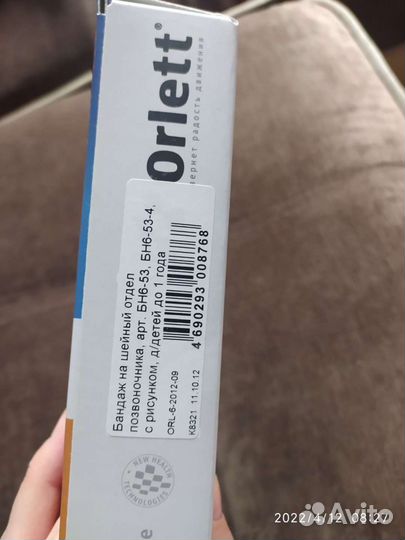 Orlett®
вернет радость движения
Бандаж на шейный отдел
позвоночника, арт. БН6-53, БН6-53-4,
с рисунком, д/детей до 1 года
ORL-6-2012-09
4 690293 008768
K8321 11.10.12
NEW HEALTH
TECHNOLOGIES
e
2022/4/12 08:27
Avito